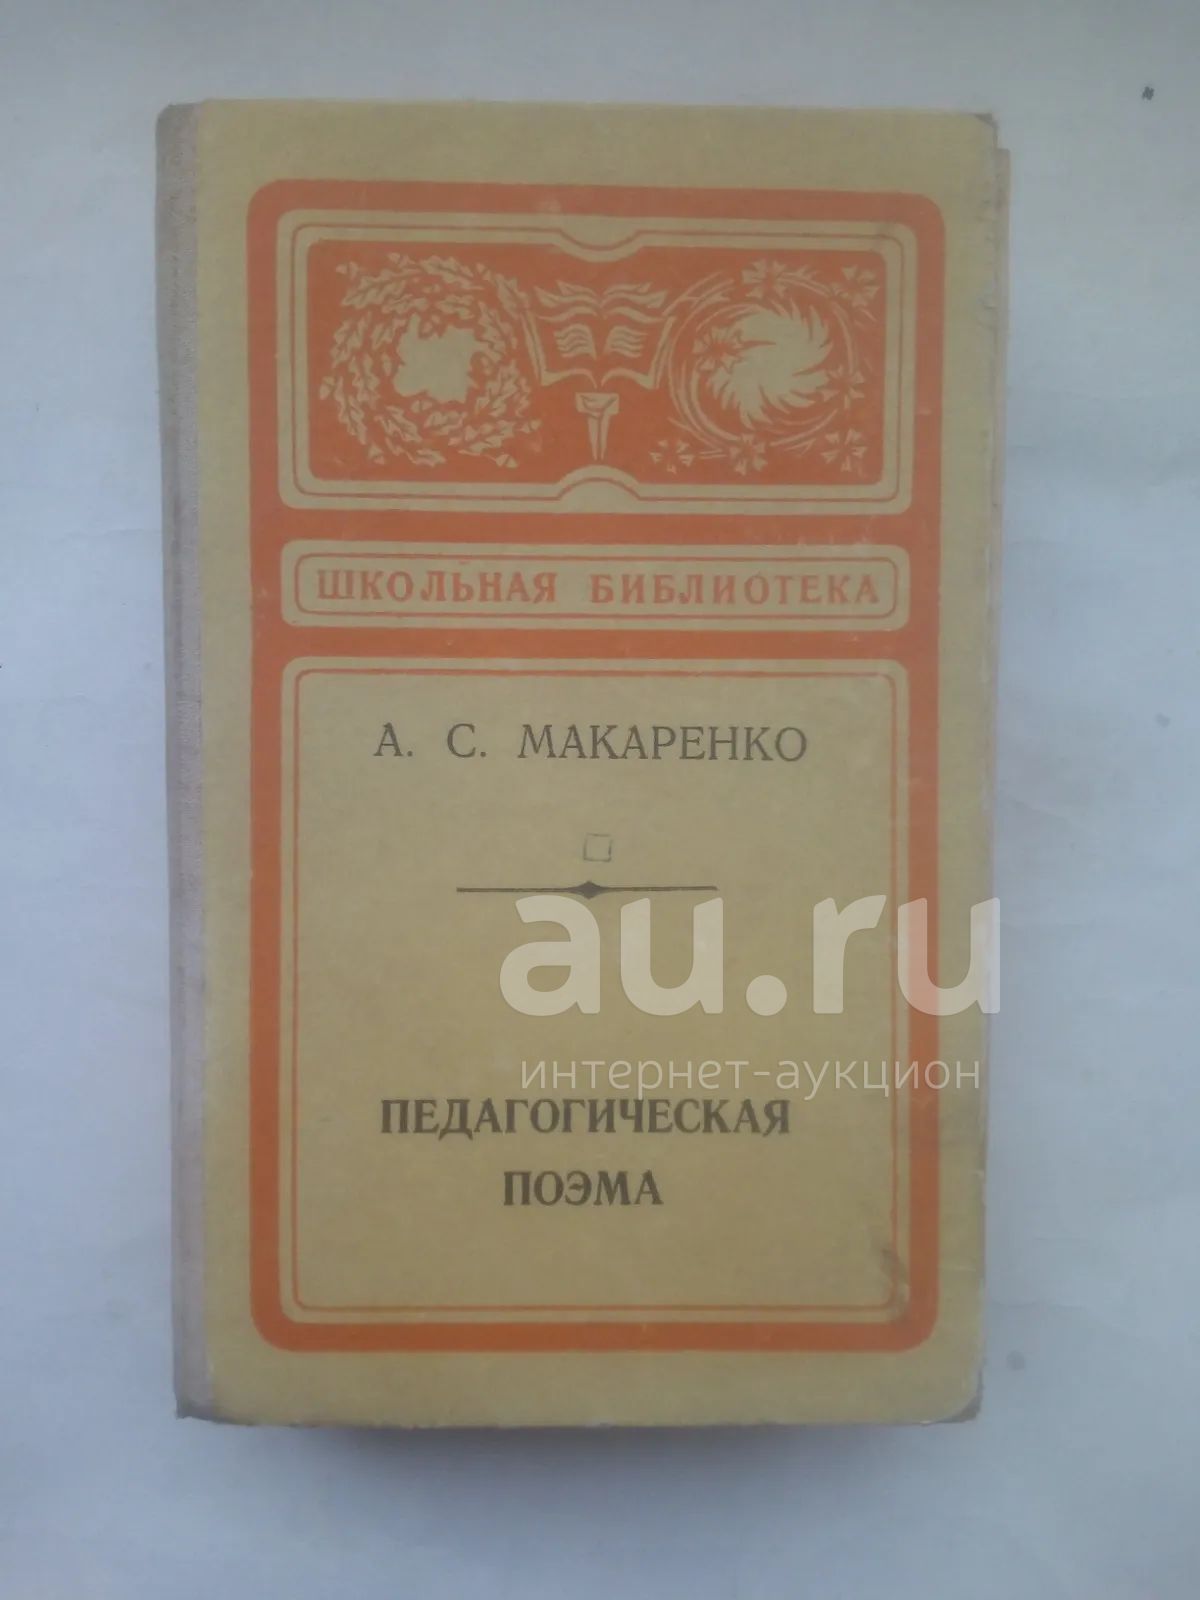 ШКОЛЬНАЯ БИБЛИОТЕКА
А. С. МАКАРЕНКО
au.ru
интернет-аукцион
ПЕДАГОГИЧЕСКАЯ
ПОЭМА